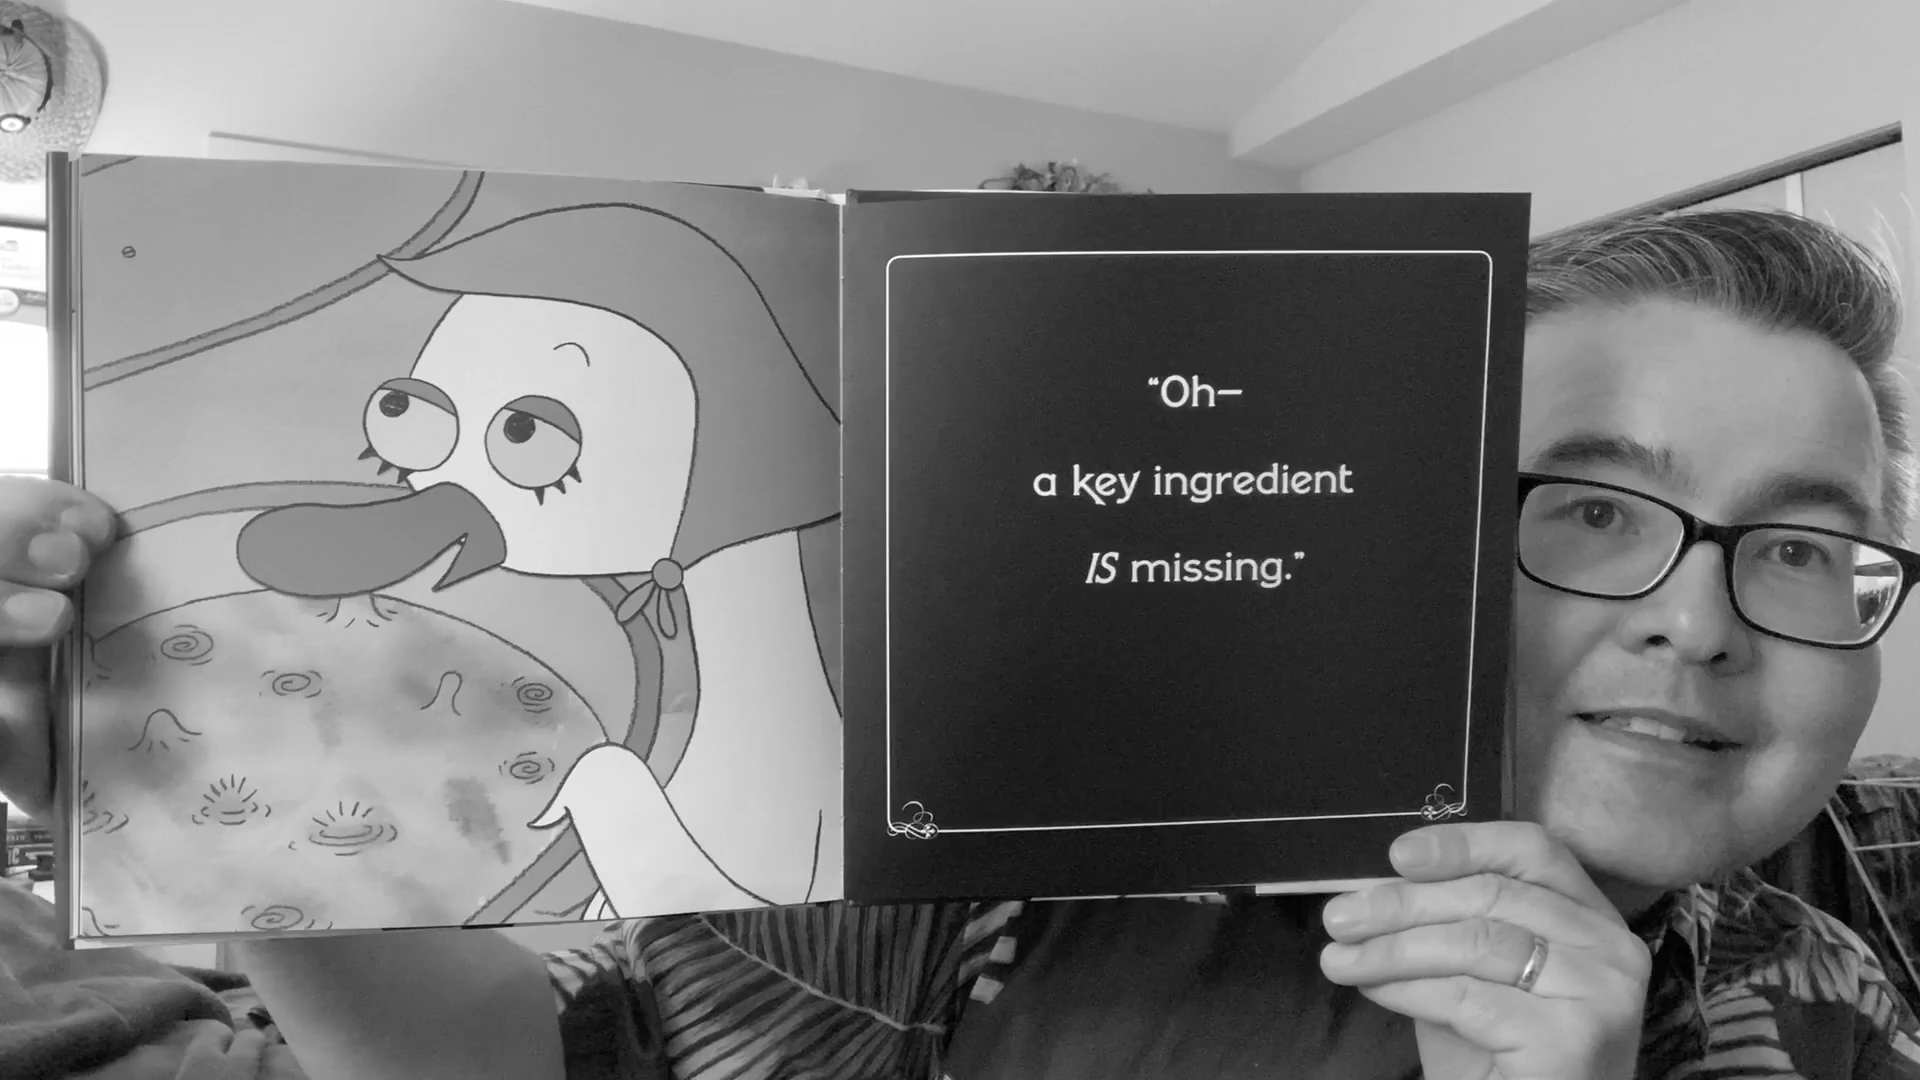 “Oh—
a key ingredient
IS missing.”